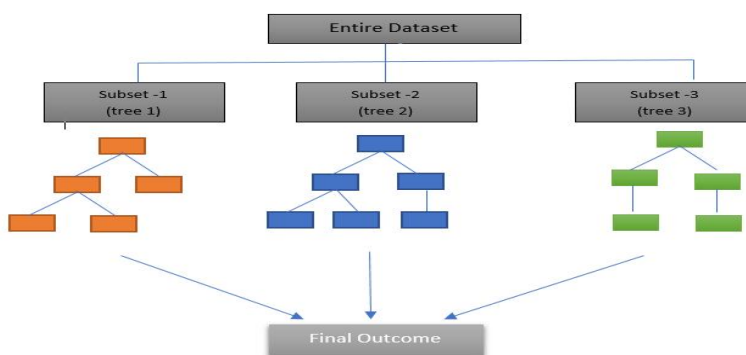 Entire Dataset
Subset -1
(tree 1)
Subset -2
(tree 2)
Subset -3
(tree 3)
Final Outcome